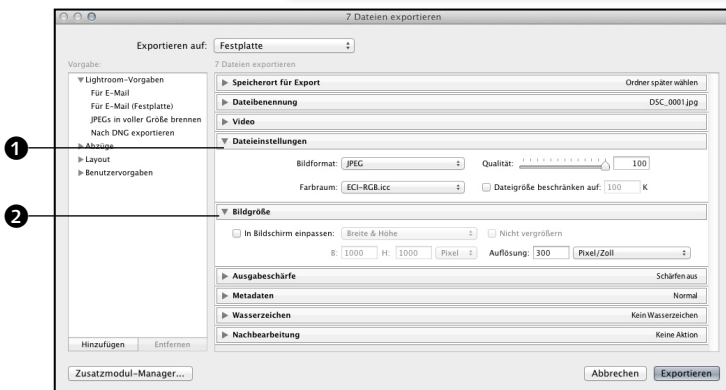 7 Dateien exportieren
Exportieren auf: Festplatte
Vorgabe: 7 Dateien exportieren
▼ Lightroom-Vorgaben
Für E-Mail
Für E-Mail (Festplatte)
JPEGs in voller Größe brennen
Nach DNG exportieren
▶ Abzüge
▶ Layout
▶ Benutzervorgaben
Hinzufügen Entfernen
▶ Speicherort für Export Ordner später wählen
▶ Dateibenennung DSC_0001.jpg
▶ Video
1 ▼ Dateieinstellungen
Bildformat: JPEG Qualität: 100
Farbraum: ECI-RGB.icc Dateigröße beschränken auf: 100 K
2 ▼ Bildgröße
In Bildschirm einpassen: Breite & Höhe Nicht vergrößern
B: 1000 H: 1000 Pixel Auflösung: 300 Pixel/Zoll
▶ Ausgabeschärfe Schärfen aus
▶ Metadaten Normal
▶ Wasserzeichen Kein Wasserzeichen
▶ Nachbearbeitung Keine Aktion
Zusatzmodul-Manager... Abbrechen Exportieren